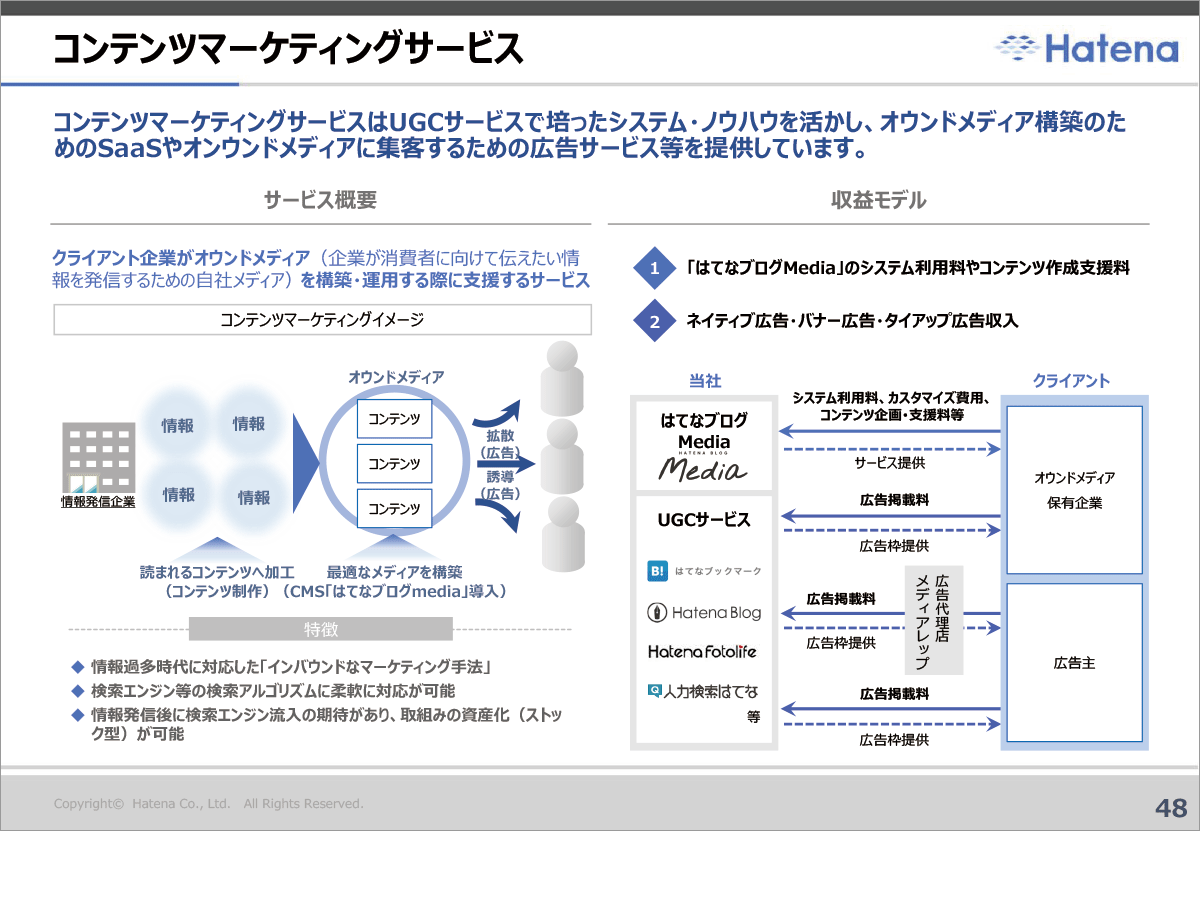 コンテンツマーケティングサービス
Hatena
コンテンツマーケティングサービスはUGCサービスで培ったシステム・ノウハウを活かし、オウンドメディア構築のた
めのSaaSやオンウンドメディアに集客するための広告サービス等を提供しています。
サービス概要
クライアント企業がオウンドメディア（企業が消費者に向けて伝えたい情
報を発信するための自社メディア）を構築・運用する際に支援するサービス
コンテンツマーケティングイメージ
情報発信企業
情報
情報
情報
情報
オウンドメディア
コンテンツ
コンテンツ
コンテンツ
拡散
（広告）
誘導
（広告）
読まれるコンテンツへ加工
（コンテンツ制作）
最適なメディアを構築
（CMS「はてなブログmedia」導入）
特徴
◆ 情報過多時代に対応した「インバウンドなマーケティング手法」
◆ 検索エンジン等の検索アルゴリズムに柔軟に対応が可能
◆ 情報発信後に検索エンジン流入の期待があり、取組みの資産化（ストッ
ク型）が可能
収益モデル
1 「はてなブログMedia」のシステム利用料やコンテンツ作成支援料
2 ネイティブ広告・バナー広告・タイアップ広告収入
当社
クライアント
はてなブログ
Media
HATENA BLOG
Media
UGCサービス
B! はてなブックマーク
Hatena Blog
Hatena Fotolife
Q 人力検索はてな
等
システム利用料、カスタマイズ費用、
コンテンツ企画・支援料等
サービス提供
広告掲載料
広告枠提供
広告掲載料
広告枠提供
広告代理店
メディアレップ
広告掲載料
広告枠提供
オウンドメディア
保有企業
広告主
Copyright© Hatena Co., Ltd. All Rights Reserved.
48